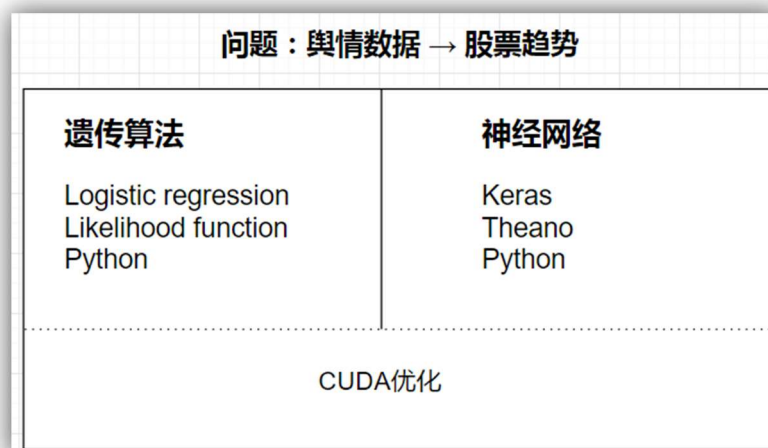 问题：舆情数据 → 股票趋势
遗传算法
Logistic regression
Likelihood function
Python
神经网络
Keras
Theano
Python
CUDA优化